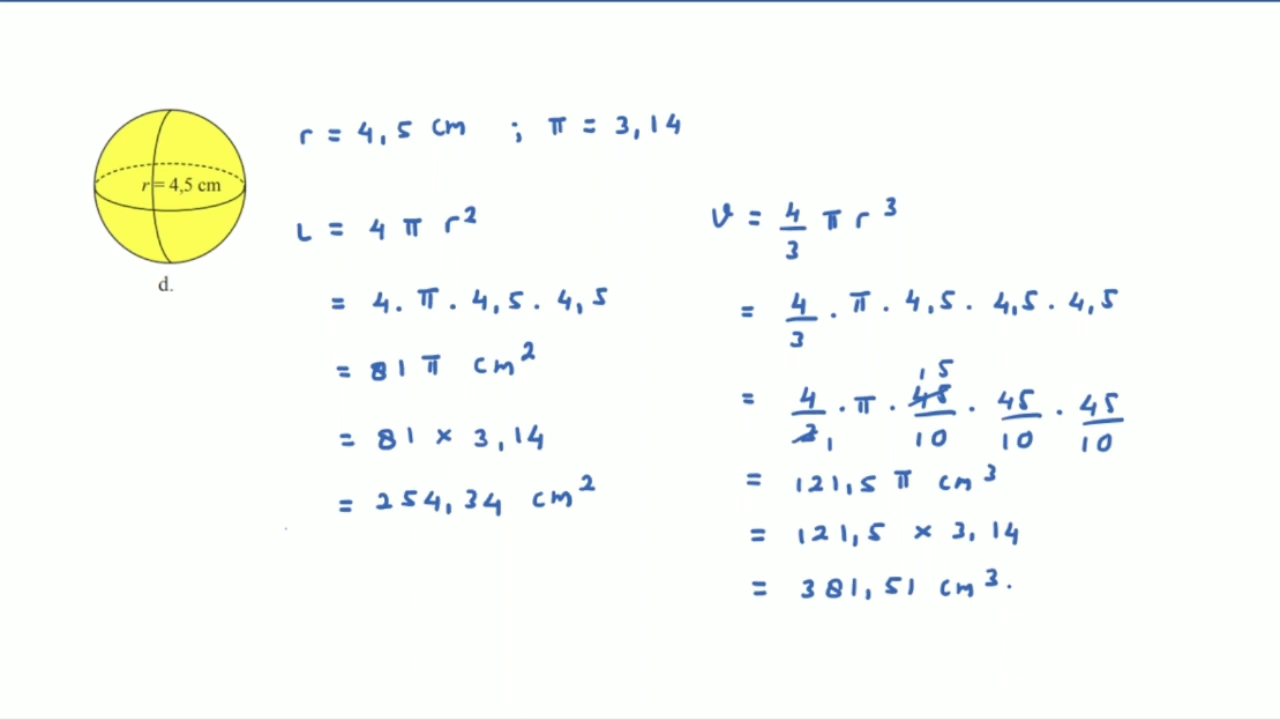 r = 4,5 cm ; π = 3,14
r = 4,5 cm
d.
L = 4 π r²
= 4 . π . 4,5 . 4,5
= 81 π cm²
= 81 × 3,14
= 254,34 cm²
V = 4/3 π r³
= 4/3 . π . 4,5 . 4,5 . 4,5
15
= 4/3 1 . π . 45/10 . 45/10 . 45/10
= 121,5 π cm³
= 121,5 × 3,14
= 381,51 cm³.